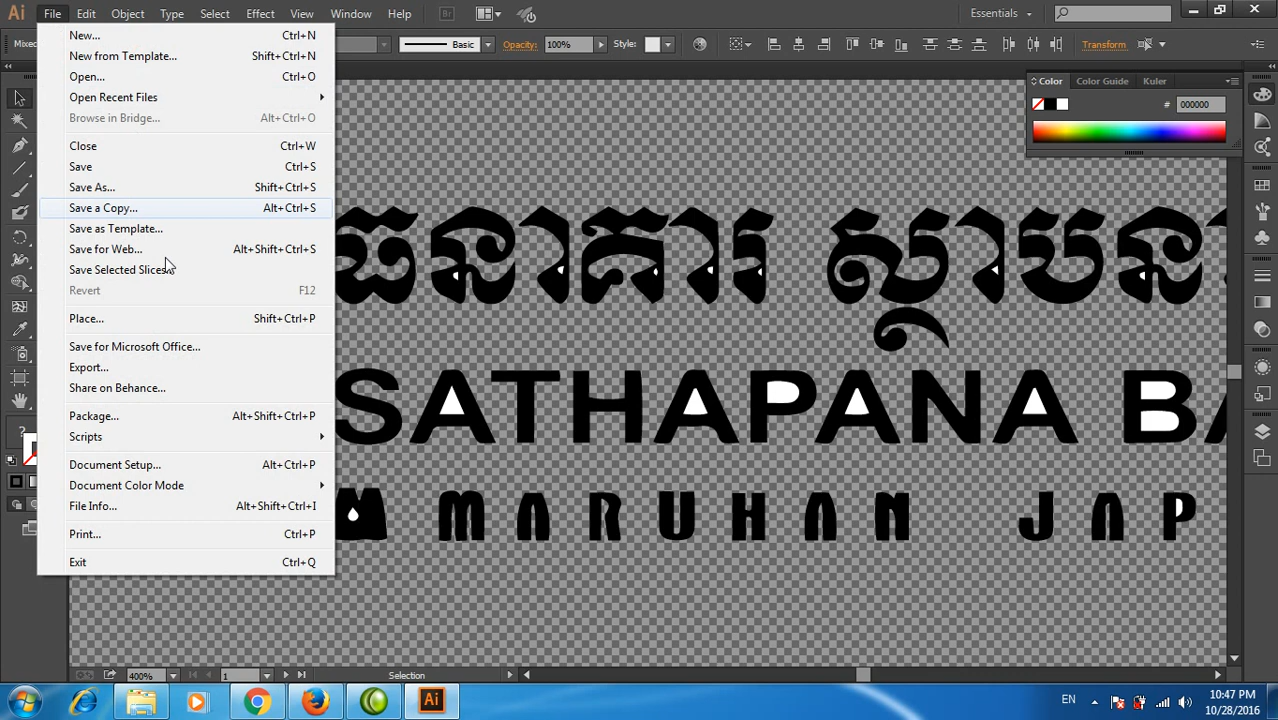 Ai File Edit Object Type Select Effect View Window Help Br Essentials
Mixed Basic Opacity: 100% Style: Transform
New... Ctrl+N
New from Template... Shift+Ctrl+N
Open... Ctrl+O
Open Recent Files
Browse in Bridge... Alt+Ctrl+O
Close Ctrl+W
Save Ctrl+S
Save As... Shift+Ctrl+S
Save a Copy... Alt+Ctrl+S
Save as Template...
Save for Web... Alt+Shift+Ctrl+S
Save Selected Slices...
Revert F12
Place... Shift+Ctrl+P
Save for Microsoft Office...
Export...
Share on Behance...
Package... Alt+Shift+Ctrl+P
Scripts
Document Setup... Alt+Ctrl+P
Document Color Mode
File Info... Alt+Shift+Ctrl+I
Print... Ctrl+P
Exit Ctrl+Q
Color Color Guide Kuler
# 000000
ធនាគារ ស្ថាបនា
SATHAPANA BA
MARUHAN JAP
400% 1 Selection
Ai EN 10:47 PM
10/28/2016